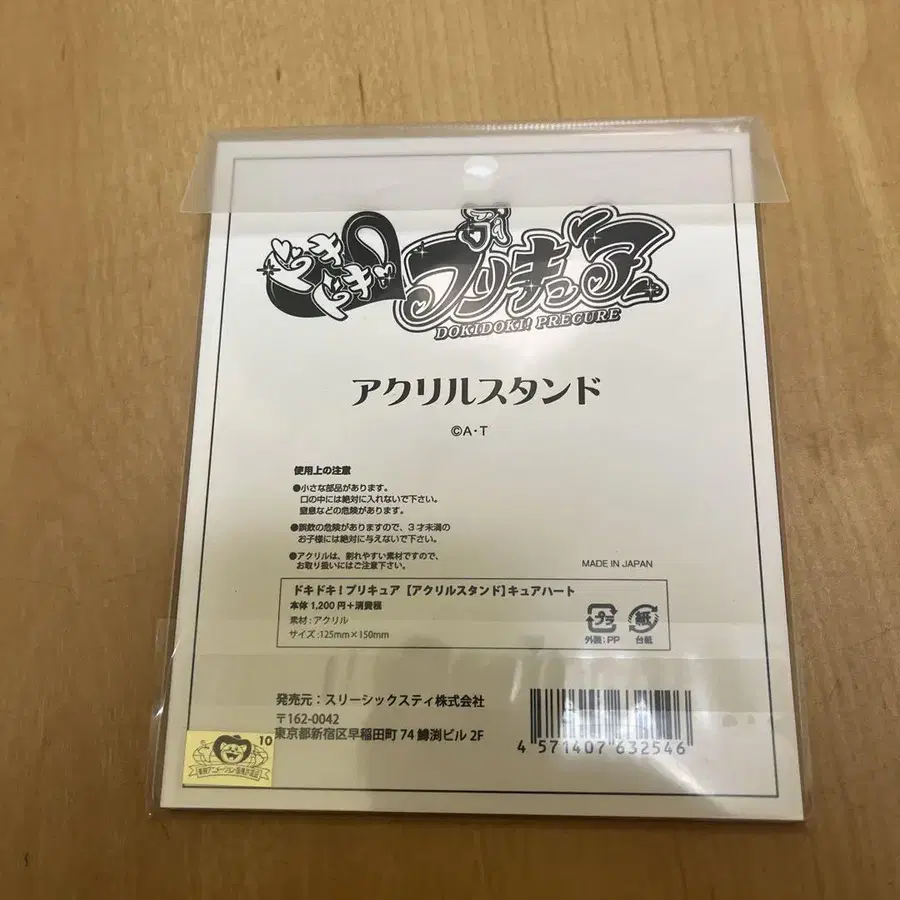 ドキドキ!
プリキュア
DOKIDOKI! PRECURE
アクリルスタンド
©A・T
使用上の注意
●小さな部品があります。
口の中には絶対に入れないで下さい。
窒息などの危険があります。
●誤飲の危険がありますので、3才未満の
お子様には絶対に与えないで下さい。
●アクリルは、割れやすい素材ですので、
お取り扱いにはご注意下さい。
MADE IN JAPAN
ドキドキ!プリキュア【アクリルスタンド】キュアハート
本体 1,200 円+消費税
素材:アクリル
サイズ:125mm×150mm
プラ
外装:PP
紙
台紙
発売元:スリーシックスティ株式会社
〒162-0042
東京都新宿区早稲田町 74 鱒渕ビル 2F
4 571407 632546
10